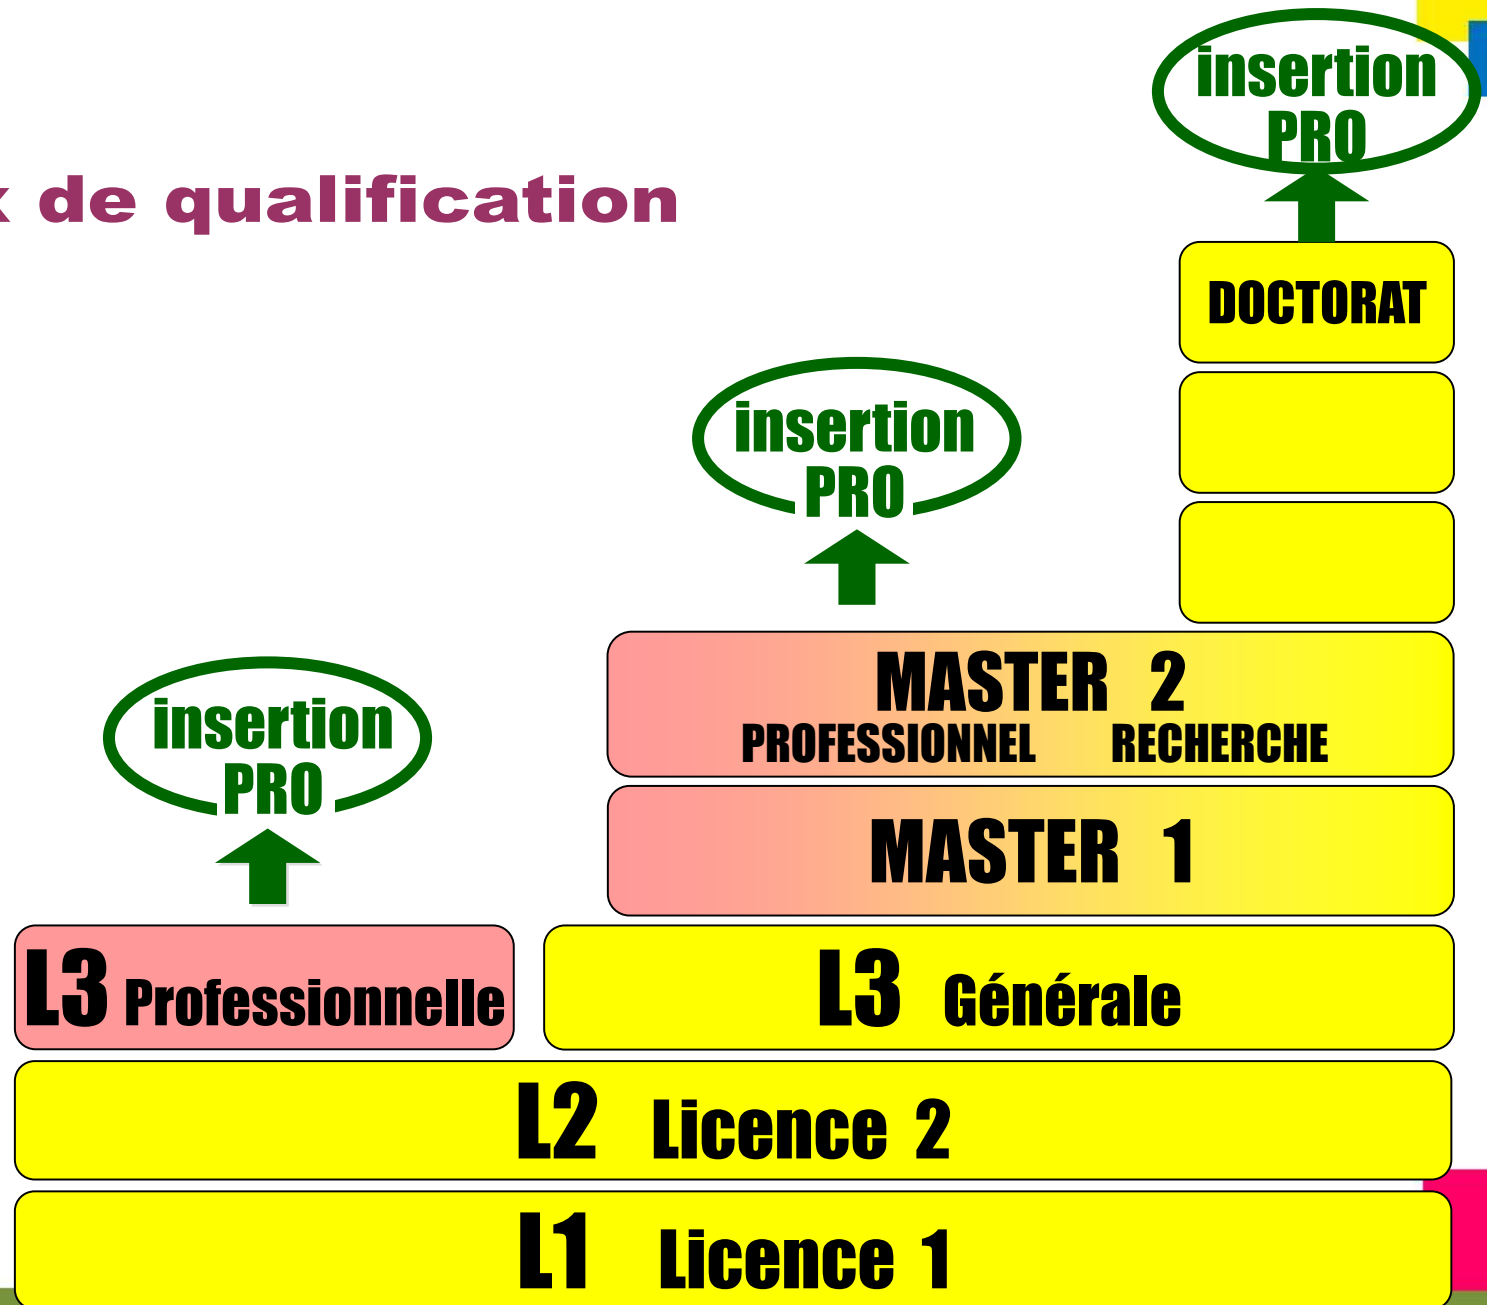 insertion
PRO
x de qualification
DOCTORAT
insertion
PRO
MASTER 2
PROFESSIONNEL RECHERCHE
insertion
PRO
MASTER 1
L3 Professionnelle
L3 Générale
L2 Licence 2
L1 Licence 1